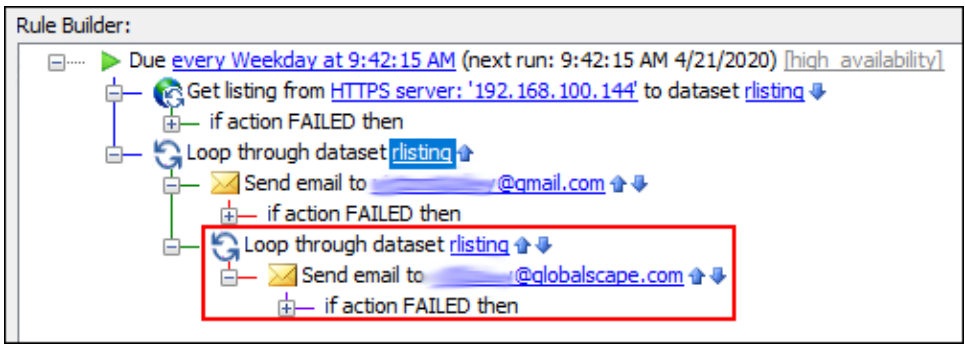 Rule Builder:
Due every Weekday at 9:42:15 AM (next run: 9:42:15 AM 4/21/2020) [high_availability]
Get listing from HTTPS server: '192.168.100.144' to dataset rlisting
if action FAILED then
Loop through dataset rlisting
Send email to @gmail.com
if action FAILED then
Loop through dataset rlisting
Send email to @globalscape.com
if action FAILED then